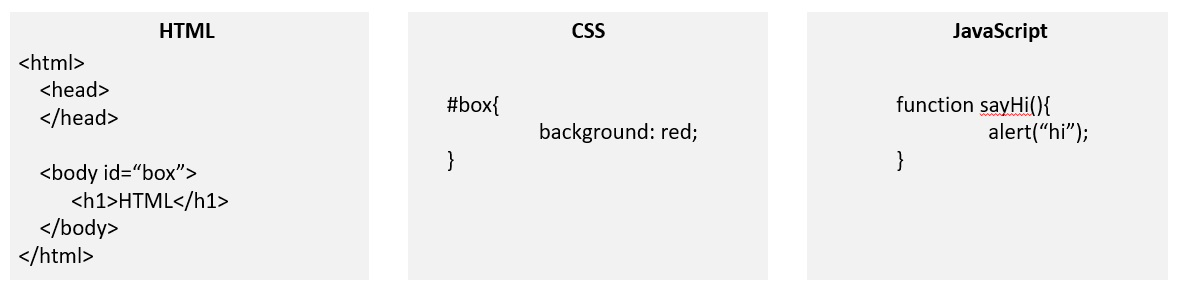 HTML
<html>
<head>
</head>
<body id=“box”>
<h1>HTML</h1>
</body>
</html>
CSS
#box{
background: red;
}
JavaScript
function sayHi(){
alert(“hi”);
}